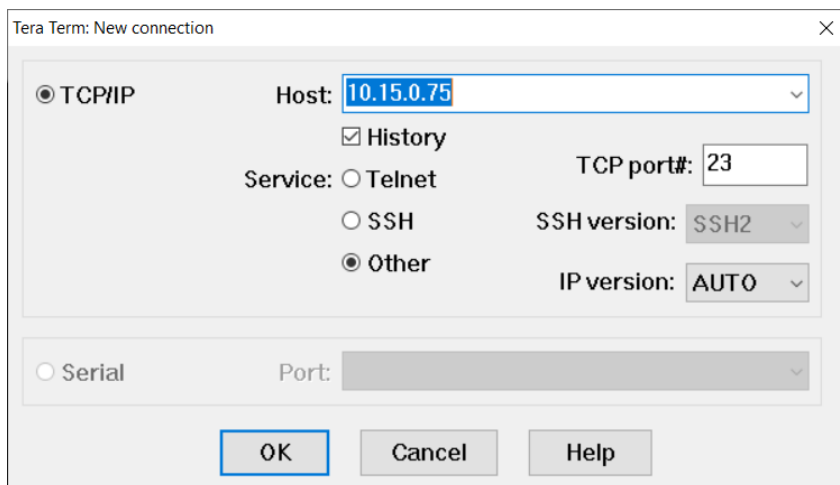 Tera Term: New connection
TCP/IP Host: 10.15.0.75
History
Service: Telnet TCP port#: 23
SSH SSH version: SSH2
Other IP version: AUTO
Serial Port:
OK Cancel Help